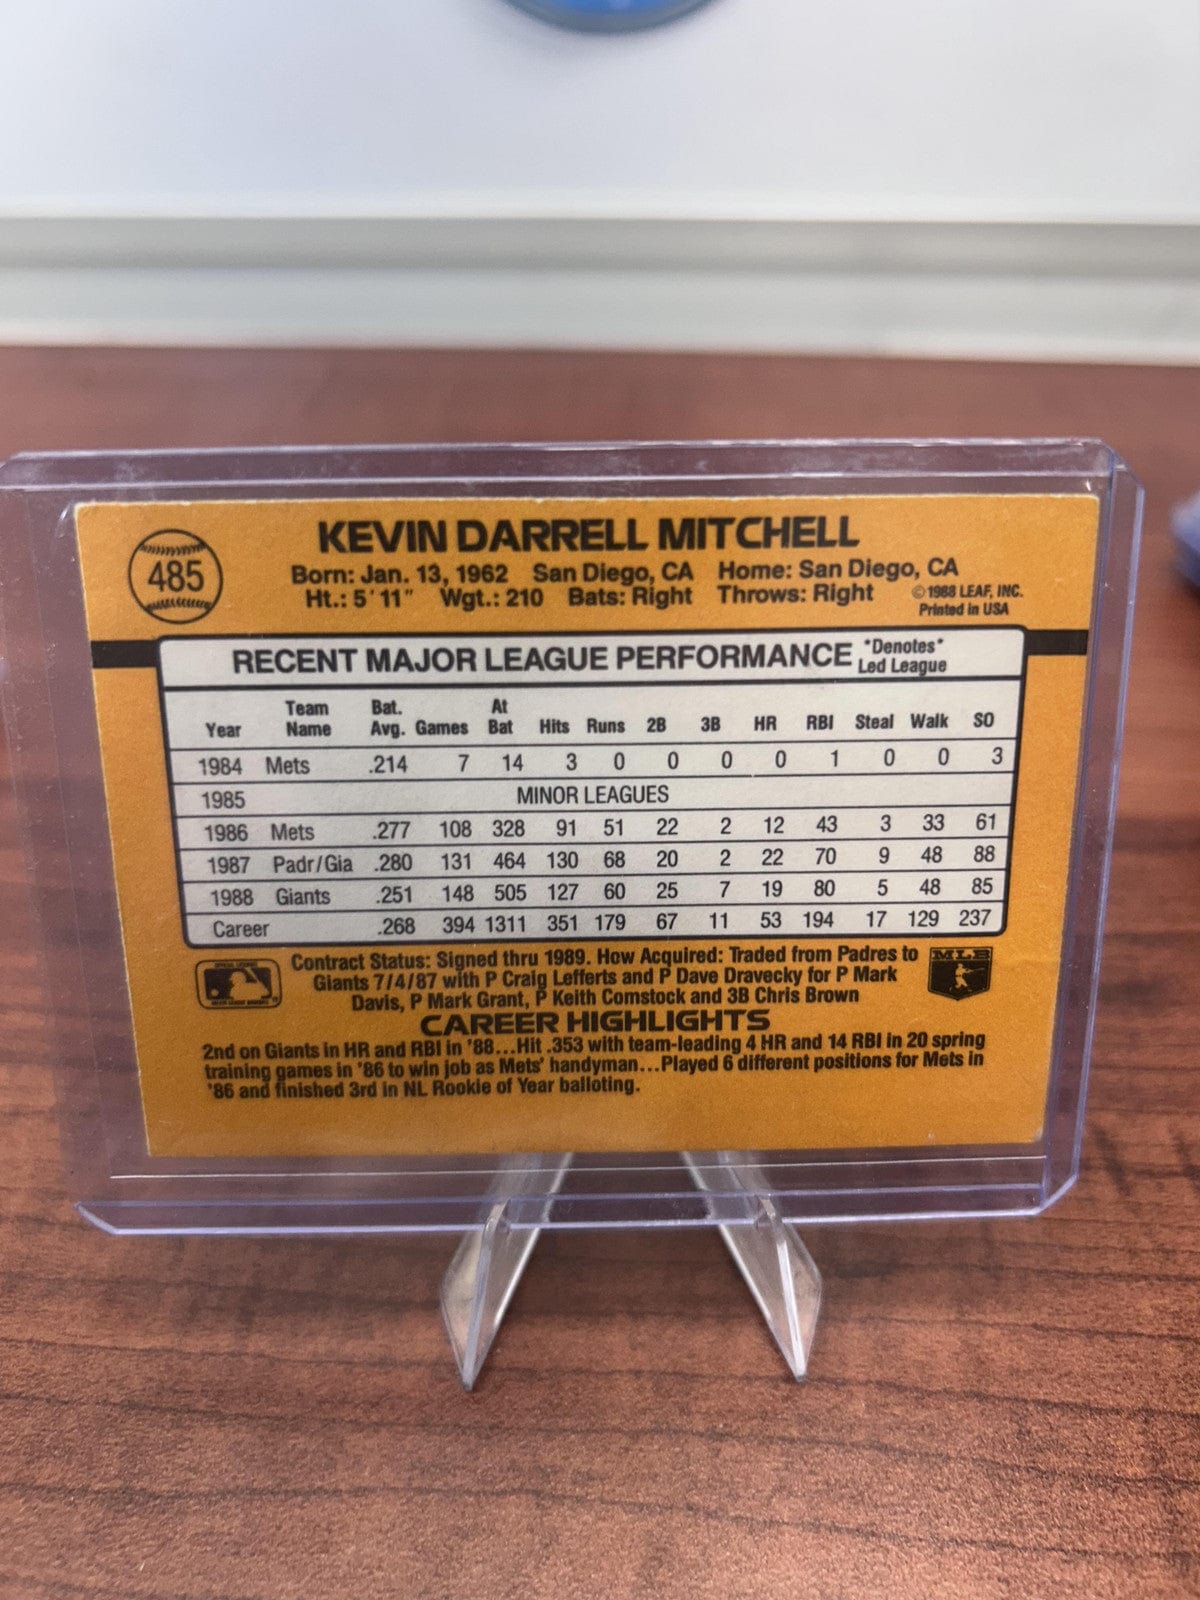 485
KEVIN DARRELL MITCHELL
Born: Jan. 13, 1962 San Diego, CA Home: San Diego, CA
Ht.: 5' 11" Wgt.: 210 Bats: Right Throws: Right
©1988 LEAF, INC.
Printed in USA
RECENT MAJOR LEAGUE PERFORMANCE
*Denotes*
Led League
Year Team Name Bat. Avg. Games At Bat Hits Runs 2B 3B HR RBI Steal Walk SO
1984 Mets .214 7 14 3 0 0 0 0 1 0 0 3
1985 MINOR LEAGUES
1986 Mets .277 108 328 91 51 22 2 12 43 3 33 61
1987 Padr/Gia .280 131 464 130 68 20 2 22 70 9 48 88
1988 Giants .251 148 505 127 60 25 7 19 80 5 48 85
Career .268 394 1311 351 179 67 11 53 194 17 129 237
Contract Status: Signed thru 1989. How Acquired: Traded from Padres to
Giants 7/4/87 with P Craig Lefferts and P Dave Dravecky for P Mark
Davis, P Mark Grant, P Keith Comstock and 3B Chris Brown
MLB
CAREER HIGHLIGHTS
2nd on Giants in HR and RBI in '88...Hit .353 with team-leading 4 HR and 14 RBI in 20 spring
training games in '86 to win job as Mets' handyman...Played 6 different positions for Mets in
'86 and finished 3rd in NL Rookie of Year balloting.